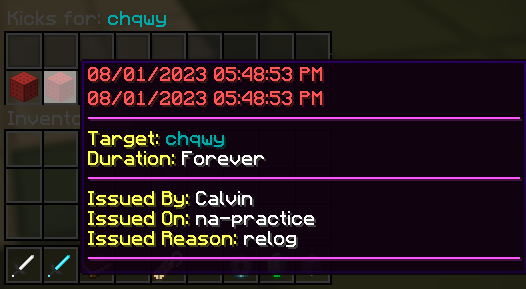 Kicks for: chqwy
08/01/2023 05:48:53 PM
08/01/2023 05:48:53 PM
Target: chqwy
Duration: Forever
Invento
Issued By: Calvin
Issued On: na-practice
Issued Reason: relog